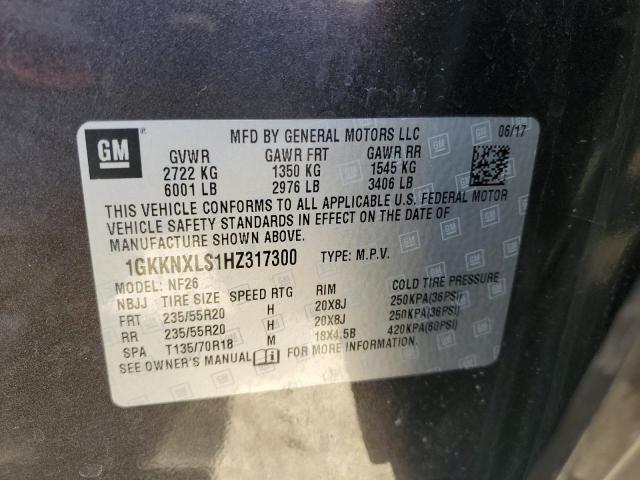 GM
MFD BY GENERAL MOTORS LLC 06/17
GVWR GAWR FRT GAWR RR
2722 KG 1350 KG 1545 KG
6001 LB 2976 LB 3406 LB
THIS VEHICLE CONFORMS TO ALL APPLICABLE U.S. FEDERAL MOTOR
VEHICLE SAFETY STANDARDS IN EFFECT ON THE DATE OF
MANUFACTURE SHOWN ABOVE.
1GKKNXLS1HZ317300 TYPE: M.P.V.
MODEL: NF26
NBJJ TIRE SIZE SPEED RTG RIM COLD TIRE PRESSURE
FRT 235/55R20 H 20X8J 250KPA(36PSI)
RR 235/55R20 H 20X8J 250KPA(36PSI)
SPA T135/70R18 M 18X4.5B 420KPA(60PSI)
SEE OWNER'S MANUAL FOR MORE INFORMATION.